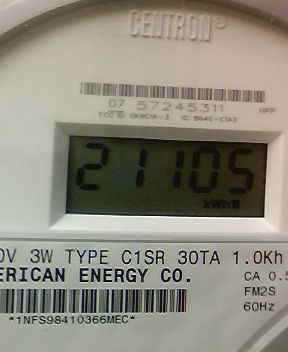 CENTRON®
07 57245311
FCC ID: SK9C1A-3 IC: 864G-C1A3
21105
kWh
0V 3W TYPE C1SR 30TA 1.0Kh
ERICAN ENERGY CO.
CA 0.5
FM2S
60Hz
*1NFS98410366MEC*